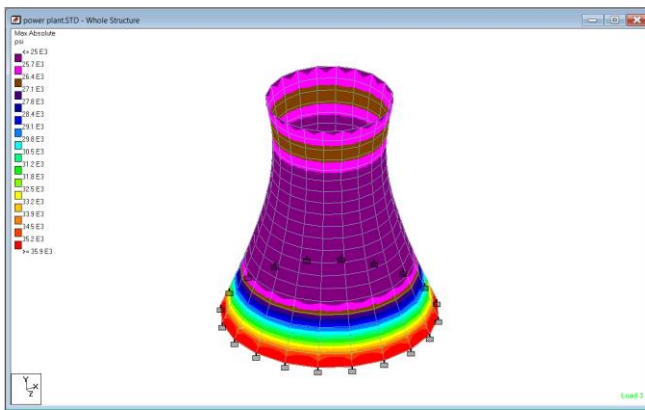 power plant.STD - Whole Structure
Max Absolute
psi
<= 25 E3
25.7 E3
26.4 E3
27.1 E3
27.8 E3
28.4 E3
29.1 E3
29.8 E3
30.5 E3
31.2 E3
31.8 E3
32.5 E3
33.2 E3
33.9 E3
34.5 E3
35.2 E3
>= 35.9 E3
Y
X
Z
Load 3